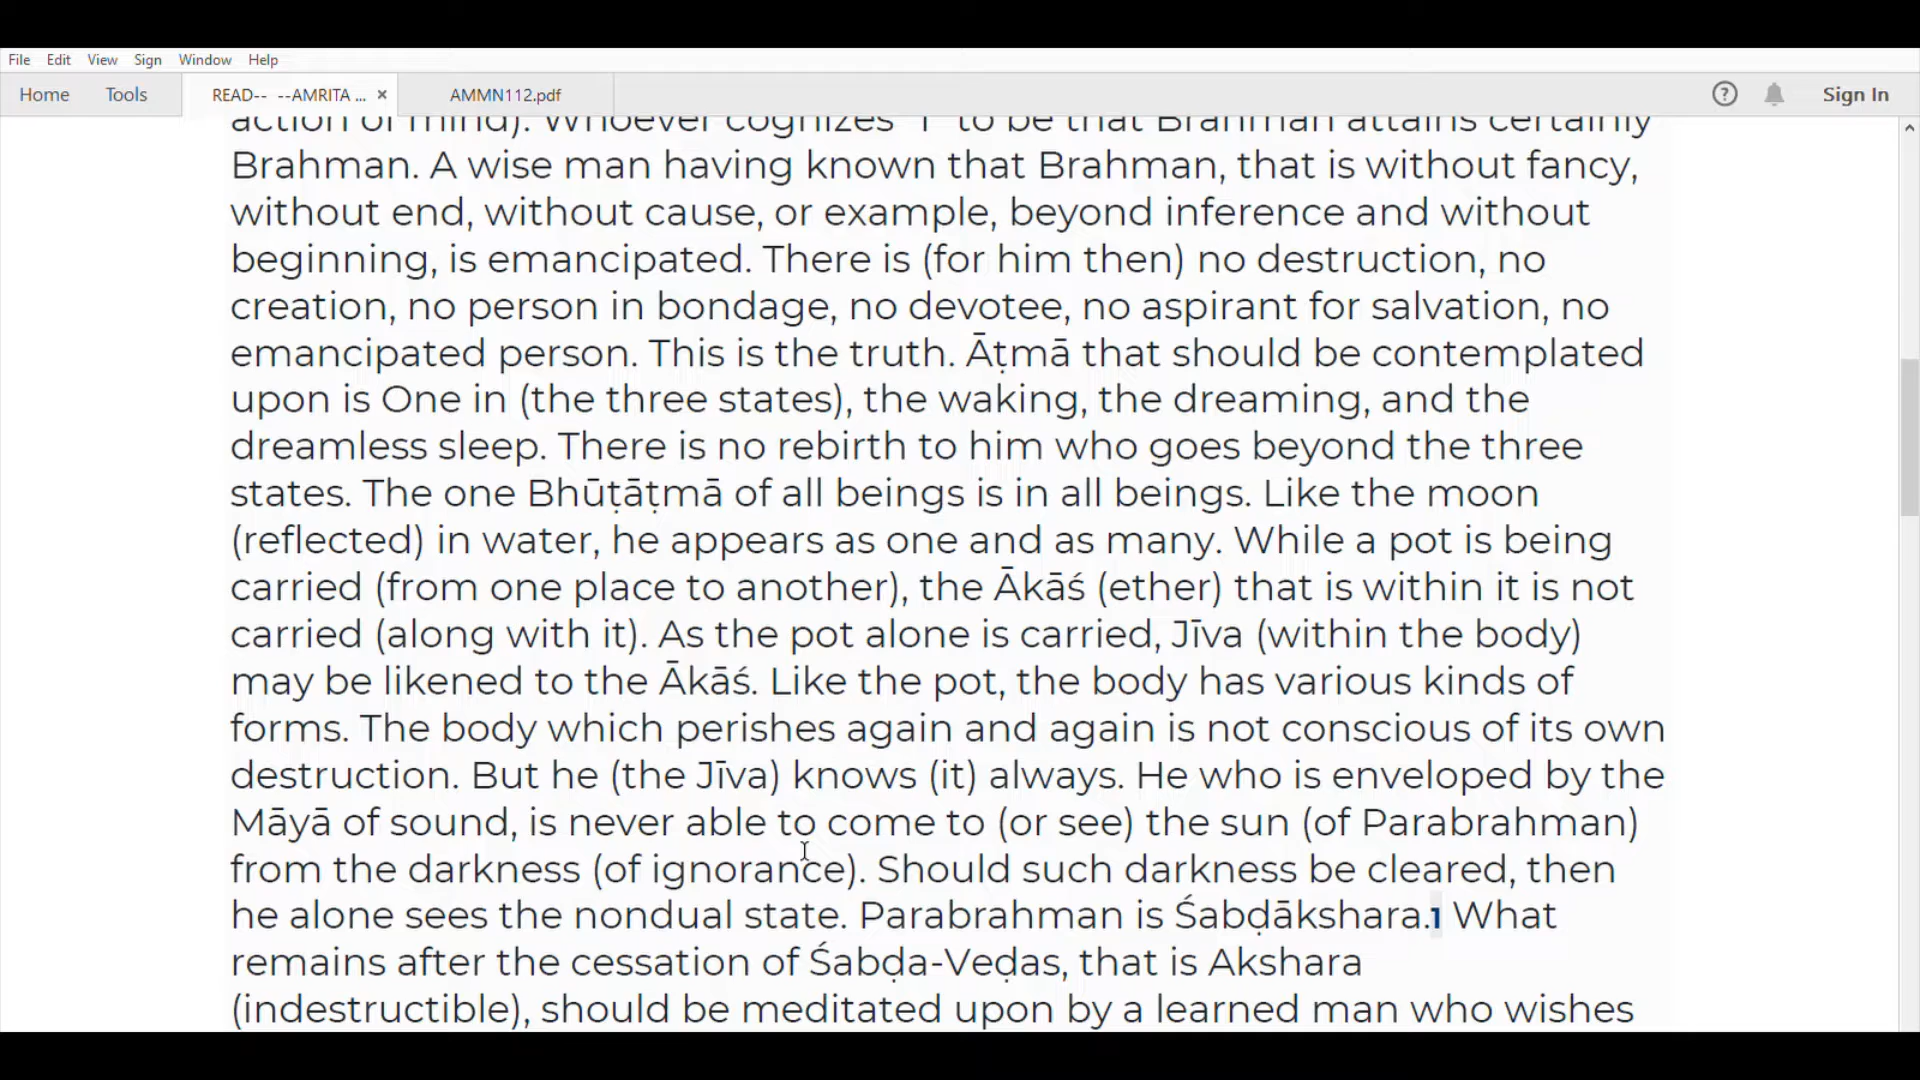 File Edit View Sign Window Help
Home Tools READ-- --AMRITA ... × AMMN112.pdf Sign In
action of mind). Whoever cognizes "I" to be that Brahman attains certainly
Brahman. A wise man having known that Brahman, that is without fancy,
without end, without cause, or example, beyond inference and without
beginning, is emancipated. There is (for him then) no destruction, no
creation, no person in bondage, no devotee, no aspirant for salvation, no
emancipated person. This is the truth. Āṭmā that should be contemplated
upon is One in (the three states), the waking, the dreaming, and the
dreamless sleep. There is no rebirth to him who goes beyond the three
states. The one Bhūṭāṭmā of all beings is in all beings. Like the moon
(reflected) in water, he appears as one and as many. While a pot is being
carried (from one place to another), the Ākāś (ether) that is within it is not
carried (along with it). As the pot alone is carried, Jīva (within the body)
may be likened to the Ākāś. Like the pot, the body has various kinds of
forms. The body which perishes again and again is not conscious of its own
destruction. But he (the Jīva) knows (it) always. He who is enveloped by the
Māyā of sound, is never able to come to (or see) the sun (of Parabrahman)
from the darkness (of ignorance). Should such darkness be cleared, then
he alone sees the nondual state. Parabrahman is Śabḍākshara.1 What
remains after the cessation of Śabḍa-Veḍas, that is Akshara
(indestructible), should be meditated upon by a learned man who wishes